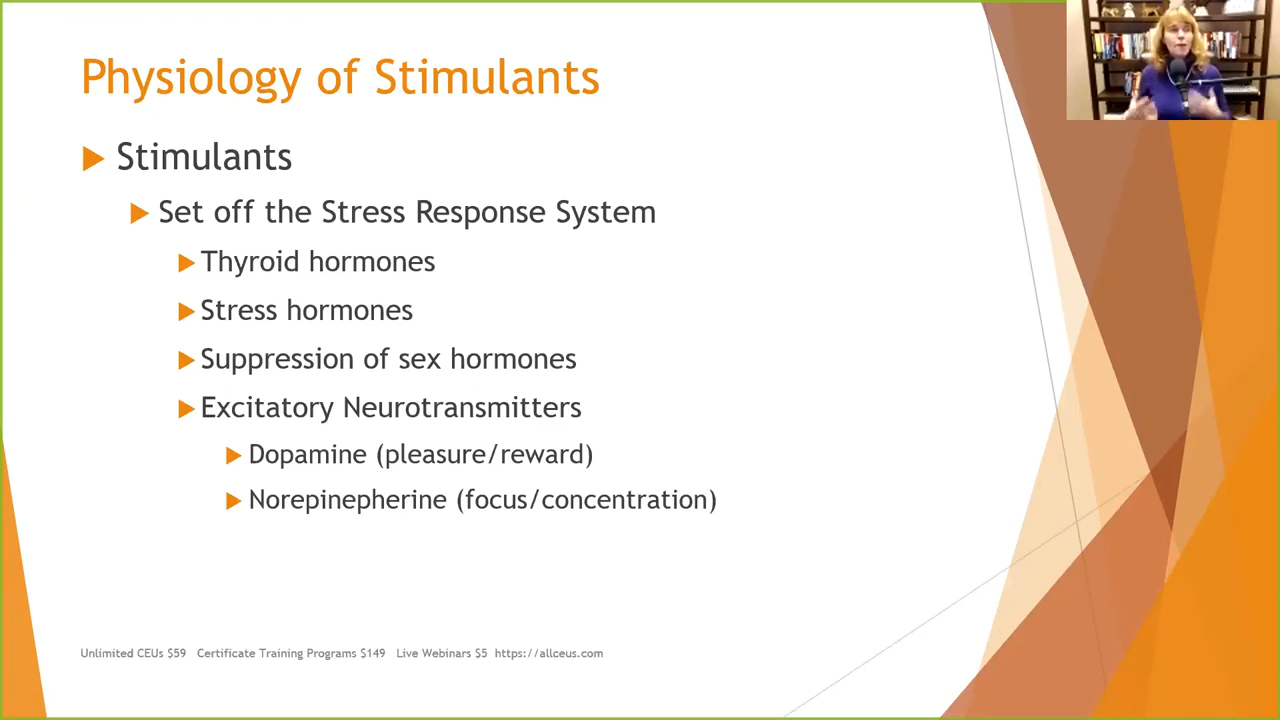 Physiology of Stimulants
Stimulants
Set off the Stress Response System
Thyroid hormones
Stress hormones
Suppression of sex hormones
Excitatory Neurotransmitters
Dopamine (pleasure/reward)
Norepinepherine (focus/concentration)
Unlimited CEUs $59 Certificate Training Programs $149 Live Webinars $5 https://allceus.com